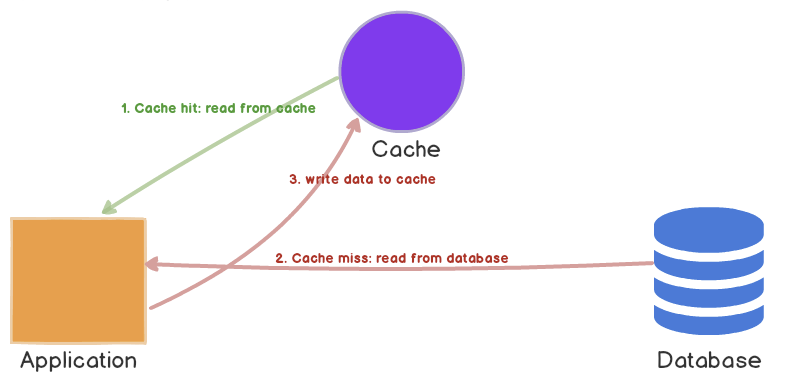 1. Cache hit: read from cache
Cache
3. write data to cache
2. Cache miss: read from database
Application
Database